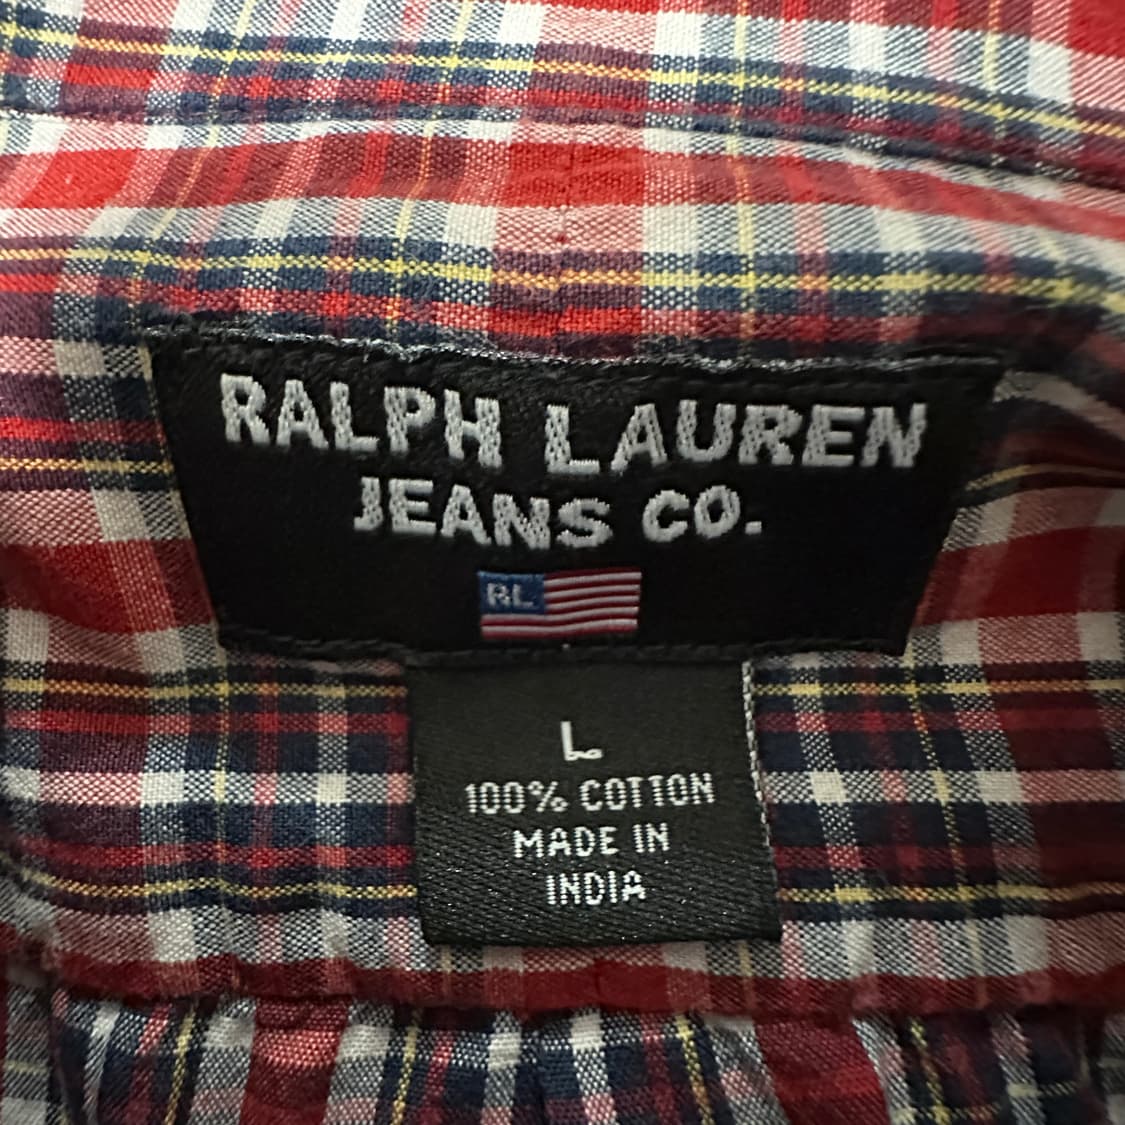 RALPH LAUREN
JEANS CO.
RL
L
100% COTTON
MADE IN
INDIA